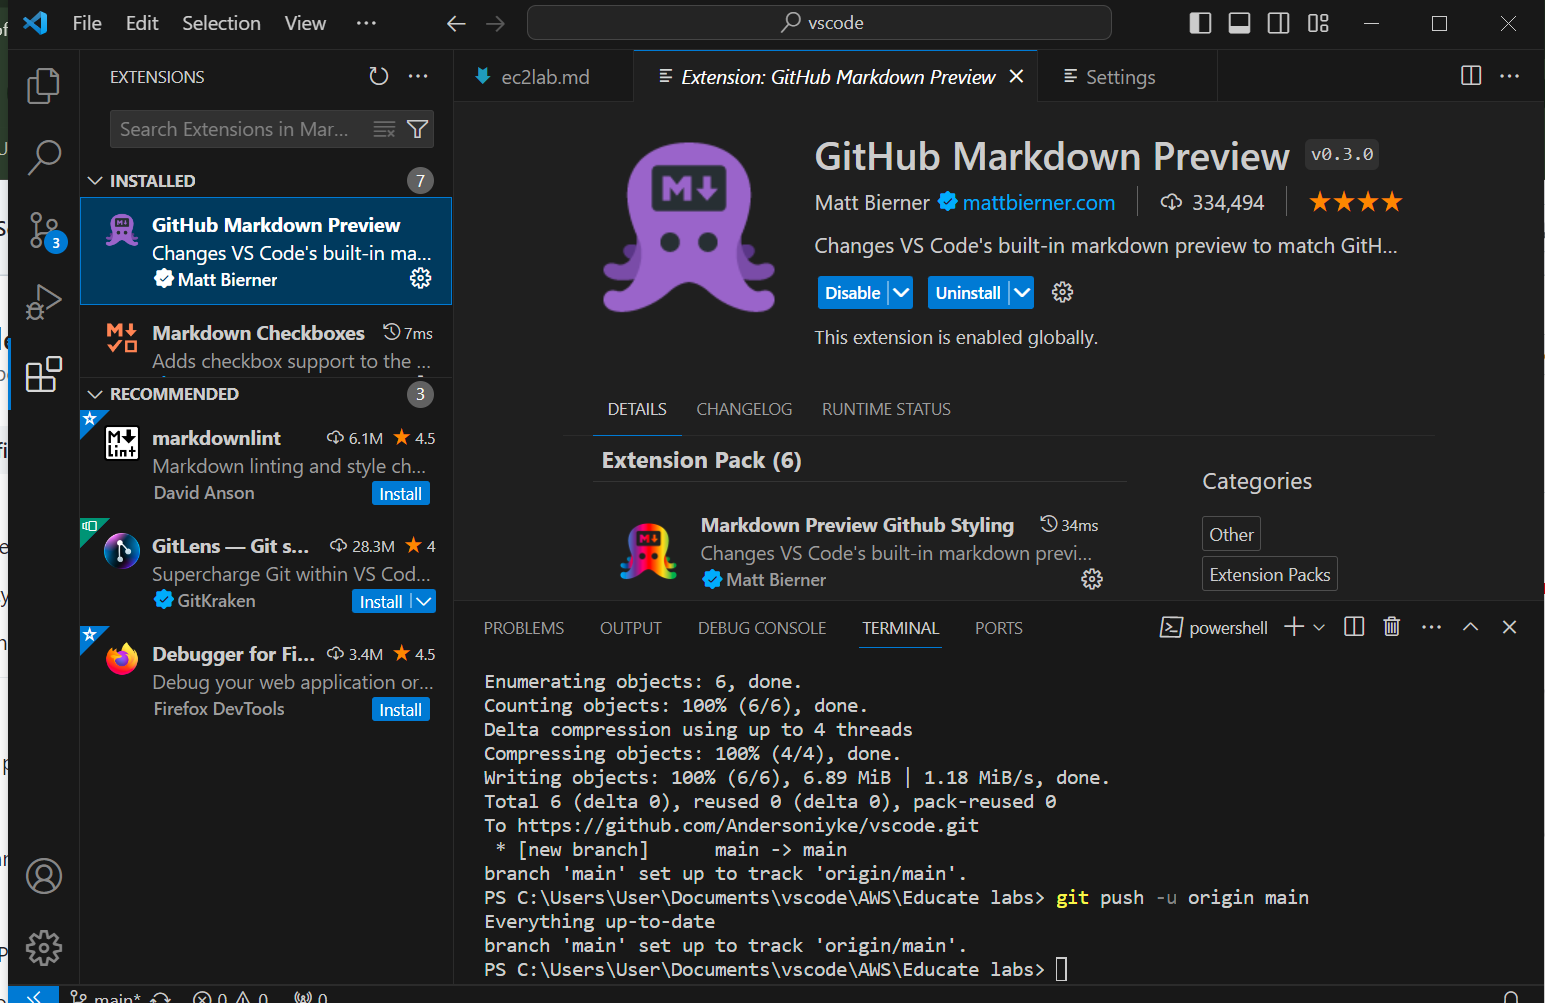 File Edit Selection View ···
vscode
EXTENSIONS
Search Extensions in Mar...
INSTALLED 7
GitHub Markdown Preview
Changes VS Code's built-in ma...
Matt Bierner
Markdown Checkboxes 7ms
Adds checkbox support to the ...
RECOMMENDED 3
markdownlint 6.1M 4.5
Markdown linting and style ch...
David Anson
Install
GitLens — Git s... 28.3M 4
Supercharge Git within VS Cod...
GitKraken
Install
Debugger for Fi... 3.4M 4.5
Debug your web application or...
Firefox DevTools
Install
3
ec2lab.md
Extension: GitHub Markdown Preview
Settings
M
GitHub Markdown Preview v0.3.0
Matt Bierner mattbierner.com 334,494
Changes VS Code's built-in markdown preview to match GitH...
Disable Uninstall
This extension is enabled globally.
DETAILS CHANGELOG RUNTIME STATUS
Extension Pack (6)
Markdown Preview Github Styling 34ms
Changes VS Code's built-in markdown previ...
Matt Bierner
Categories
Other
Extension Packs
PROBLEMS OUTPUT DEBUG CONSOLE TERMINAL PORTS
powershell
Enumerating objects: 6, done.
Counting objects: 100% (6/6), done.
Delta compression using up to 4 threads
Compressing objects: 100% (4/4), done.
Writing objects: 100% (6/6), 6.89 MiB | 1.18 MiB/s, done.
Total 6 (delta 0), reused 0 (delta 0), pack-reused 0
To https://github.com/Andersoniyke/vscode.git
* [new branch] main -> main
branch 'main' set up to track 'origin/main'.
PS C:\Users\User\Documents\vscode\AWS\Educate labs> git push -u origin main
Everything up-to-date
branch 'main' set up to track 'origin/main'.
PS C:\Users\User\Documents\vscode\AWS\Educate labs>
main* 0 0 0